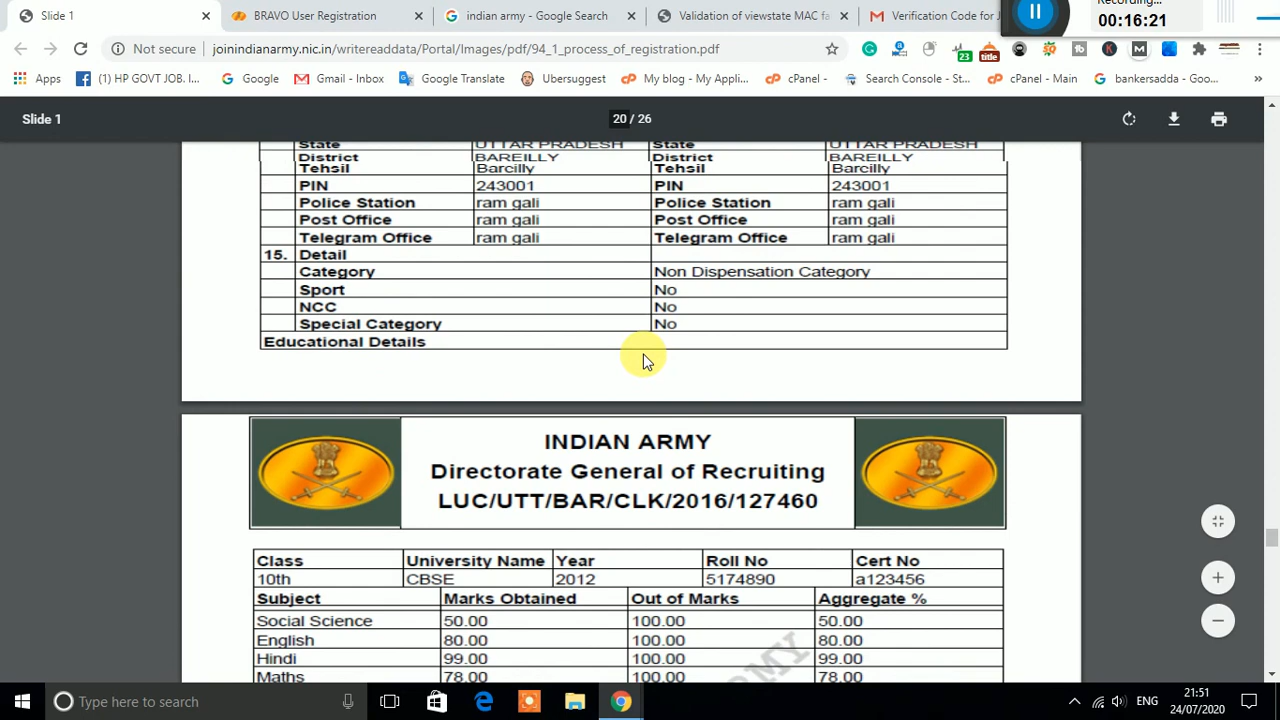 Recording...
00:16:21
Slide 1
BRAVO User Registration
indian army - Google Search
Validation of viewstate MAC fa
Verification Code for J
Not secure
joinindianarmy.nic.in/writereaddata/Portal/Images/pdf/94_1_process_of_registration.pdf
23
title
Apps
HP GOVT JOB. I...
Google
Gmail - Inbox
Google Translate
Ubersuggest
My blog - My Appli...
cPanel -
Search Console - St...
cPanel - Main
bankersadda - Goo...
Slide 1
20 / 26
State UTTAR PRADESH State UTTAR PRADESH
District BAREILLY District BAREILLY
Tehsil Barcilly Tehsil Barcilly
PIN 243001 PIN 243001
Police Station ram gali Police Station ram gali
Post Office ram gali Post Office ram gali
Telegram Office ram gali Telegram Office ram gali
15. Detail
Category Non Dispensation Category
Sport No
NCC No
Special Category No
Educational Details
INDIAN ARMY
Directorate General of Recruiting
LUC/UTT/BAR/CLK/2016/127460
Class University Name Year Roll No Cert No
10th CBSE 2012 5174890 a123456
Subject Marks Obtained Out of Marks Aggregate %
Social Science 50.00 100.00 50.00
English 80.00 100.00 80.00
Hindi 99.00 100.00 99.00
Maths 78.00 100.00 78.00
Type here to search
ENG
21:51
24/07/2020